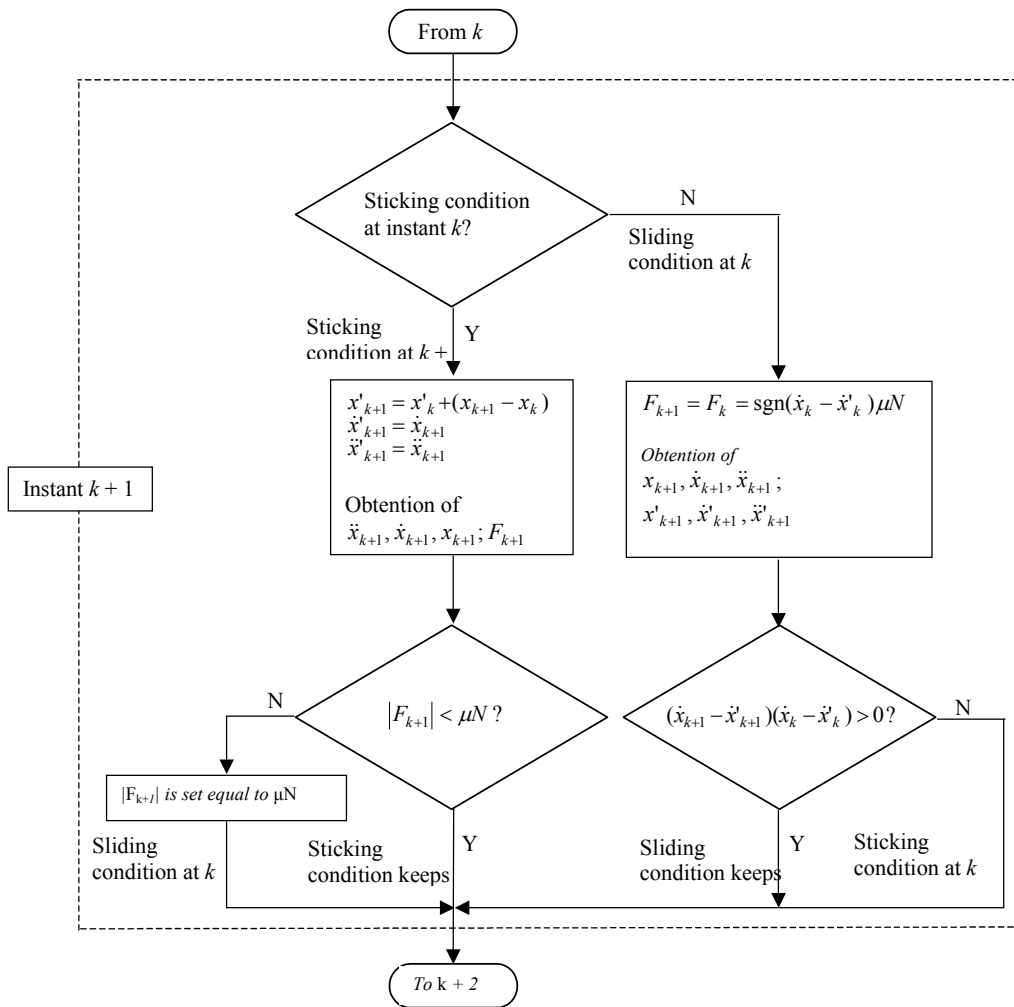 From k
Sticking condition
at instant k?
N
Sliding
condition at k
Sticking
condition at k +
Y
x'ₖ₊₁ = x'ₖ +(xₖ₊₁ − xₖ)
ẋ'ₖ₊₁ = ẋₖ₊₁
ẍ'ₖ₊₁ = ẍₖ₊₁
Obtention of
ẍₖ₊₁, ẋₖ₊₁, xₖ₊₁; Fₖ₊₁
Fₖ₊₁ = Fₖ = sgn(ẋₖ − ẋ'ₖ)μN
Obtention of
xₖ₊₁, ẋₖ₊₁, ẍₖ₊₁ ;
x'ₖ₊₁ , ẋ'ₖ₊₁ , ẍ'ₖ₊₁
Instant k + 1
N
|Fₖ₊₁| < μN ?
(ẋₖ₊₁ − ẋ'ₖ₊₁)(ẋₖ − ẋ'ₖ) > 0 ?
N
|Fₖ₊₁| is set equal to μN
Sliding
condition at k
Sticking
condition keeps
Y
Sliding
condition keeps
Y
Sticking
condition at k
To k + 2